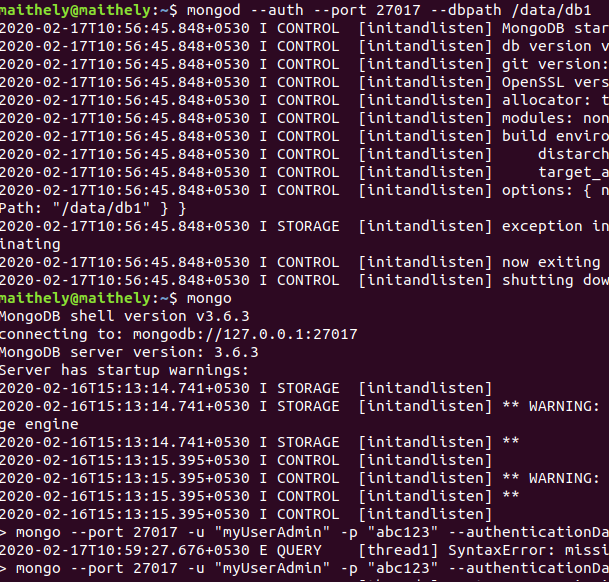 maithely@maithely:~$ mongod --auth --port 27017 --dbpath /data/db1
2020-02-17T10:56:45.848+0530 I CONTROL  [initandlisten] MongoDB star
2020-02-17T10:56:45.848+0530 I CONTROL  [initandlisten] db version v
2020-02-17T10:56:45.848+0530 I CONTROL  [initandlisten] git version:
2020-02-17T10:56:45.848+0530 I CONTROL  [initandlisten] OpenSSL vers
2020-02-17T10:56:45.848+0530 I CONTROL  [initandlisten] allocator: t
2020-02-17T10:56:45.848+0530 I CONTROL  [initandlisten] modules: non
2020-02-17T10:56:45.848+0530 I CONTROL  [initandlisten] build enviro
2020-02-17T10:56:45.848+0530 I CONTROL  [initandlisten]     distarch
2020-02-17T10:56:45.848+0530 I CONTROL  [initandlisten]     target_a
2020-02-17T10:56:45.848+0530 I CONTROL  [initandlisten] options: { n
Path: "/data/db1" } }
2020-02-17T10:56:45.848+0530 I STORAGE  [initandlisten] exception in
inating
2020-02-17T10:56:45.848+0530 I CONTROL  [initandlisten] now exiting
2020-02-17T10:56:45.848+0530 I CONTROL  [initandlisten] shutting dow
maithely@maithely:~$ mongo
MongoDB shell version v3.6.3
connecting to: mongodb://127.0.0.1:27017
MongoDB server version: 3.6.3
Server has startup warnings:
2020-02-16T15:13:14.741+0530 I STORAGE  [initandlisten]
2020-02-16T15:13:14.741+0530 I STORAGE  [initandlisten] ** WARNING:
ge engine
2020-02-16T15:13:14.741+0530 I STORAGE  [initandlisten] **
2020-02-16T15:13:15.395+0530 I CONTROL  [initandlisten]
2020-02-16T15:13:15.395+0530 I CONTROL  [initandlisten] ** WARNING:
2020-02-16T15:13:15.395+0530 I CONTROL  [initandlisten] **
2020-02-16T15:13:15.395+0530 I CONTROL  [initandlisten]
> mongo --port 27017 -u "myUserAdmin" -p "abc123" --authenticationDa
2020-02-17T10:59:27.676+0530 E QUERY    [thread1] SyntaxError: missi
> mongo --port 27017 -u "myUserAdmin" -p "abc123" --authenticationDa